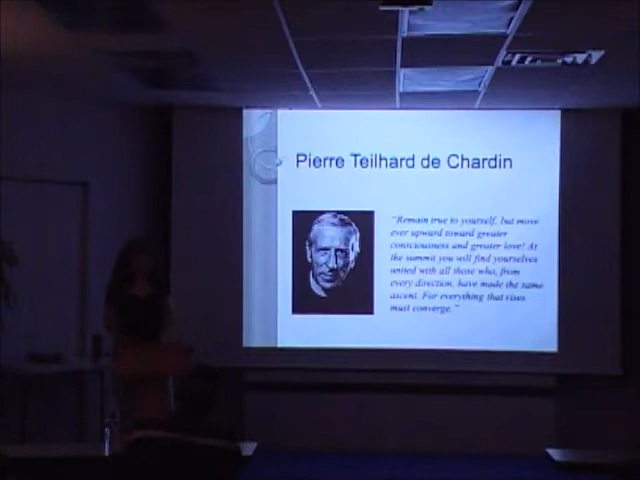 Pierre Teilhard de Chardin
"Remain true to yourself, but move
ever upward toward greater
consciousness and greater love! At
the summit you will find yourselves
united with all those who, from
every direction, have made the same
ascent. For everything that rises
must converge."